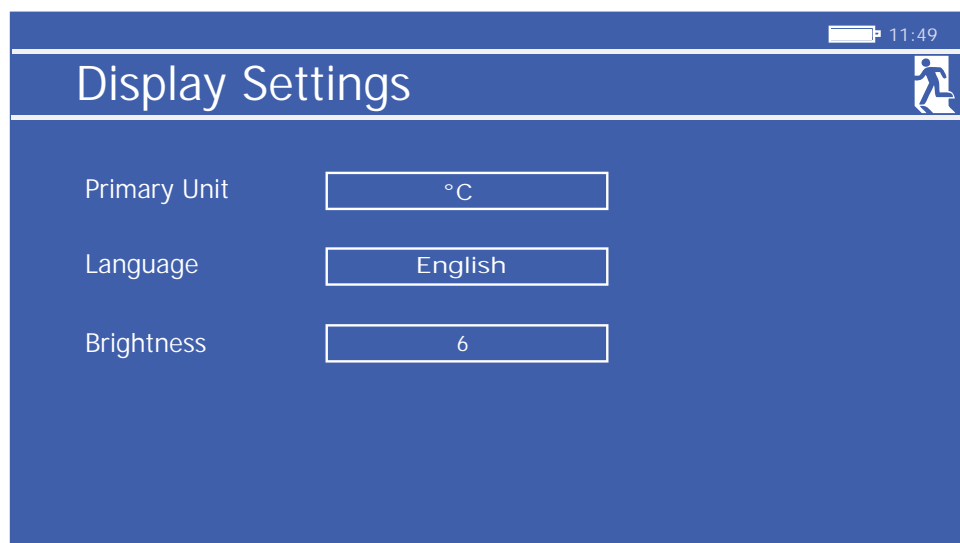 11:49
Display Settings
Primary Unit °C
Language English
Brightness 6